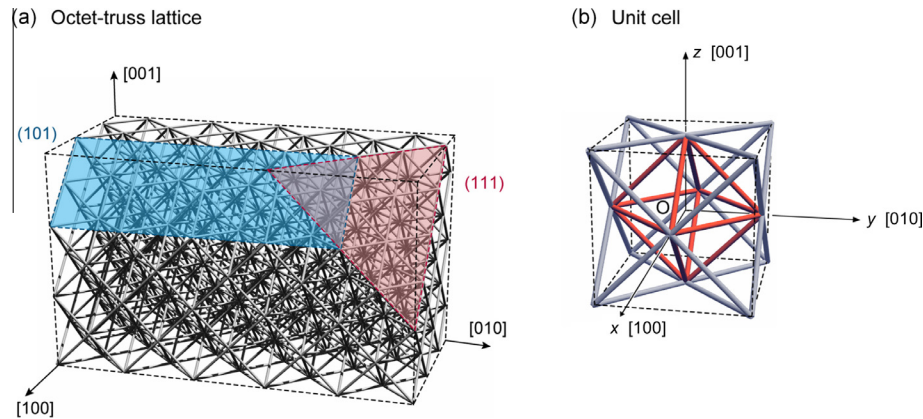 (a) Octet-truss lattice
[001]
(101)
(111)
[010]
[100]
(b) Unit cell
z [001]
O
y [010]
x [100]